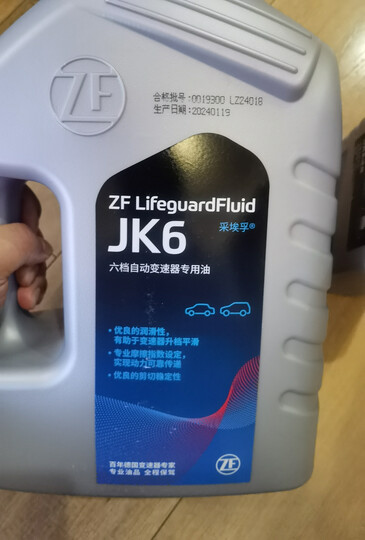 ZF
合格批号:0019300 LZ24018
生产日期:20240119
ZF LifeguardFluid
JK6 采埃孚®
六档自动变速器专用油
• 优良的润滑性,
有助于变速器升档平滑
• 专业摩擦指数设定,
实现动力可靠传递
• 优良的剪切稳定性
百年德国变速器专家
专业油品 全程保驾
ZF